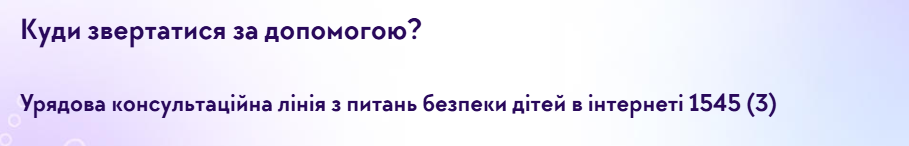 Куди звертатися за допомогою?
Урядова консультаційна лінія з питань безпеки дітей в інтернеті 1545 (3)